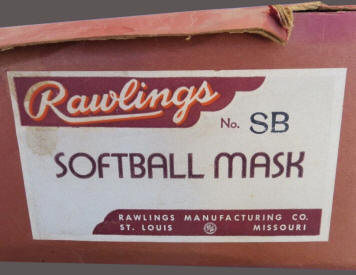 Rawlings
No. SB
SOFTBALL MASK
RAWLINGS MANUFACTURING CO.
ST. LOUIS MISSOURI